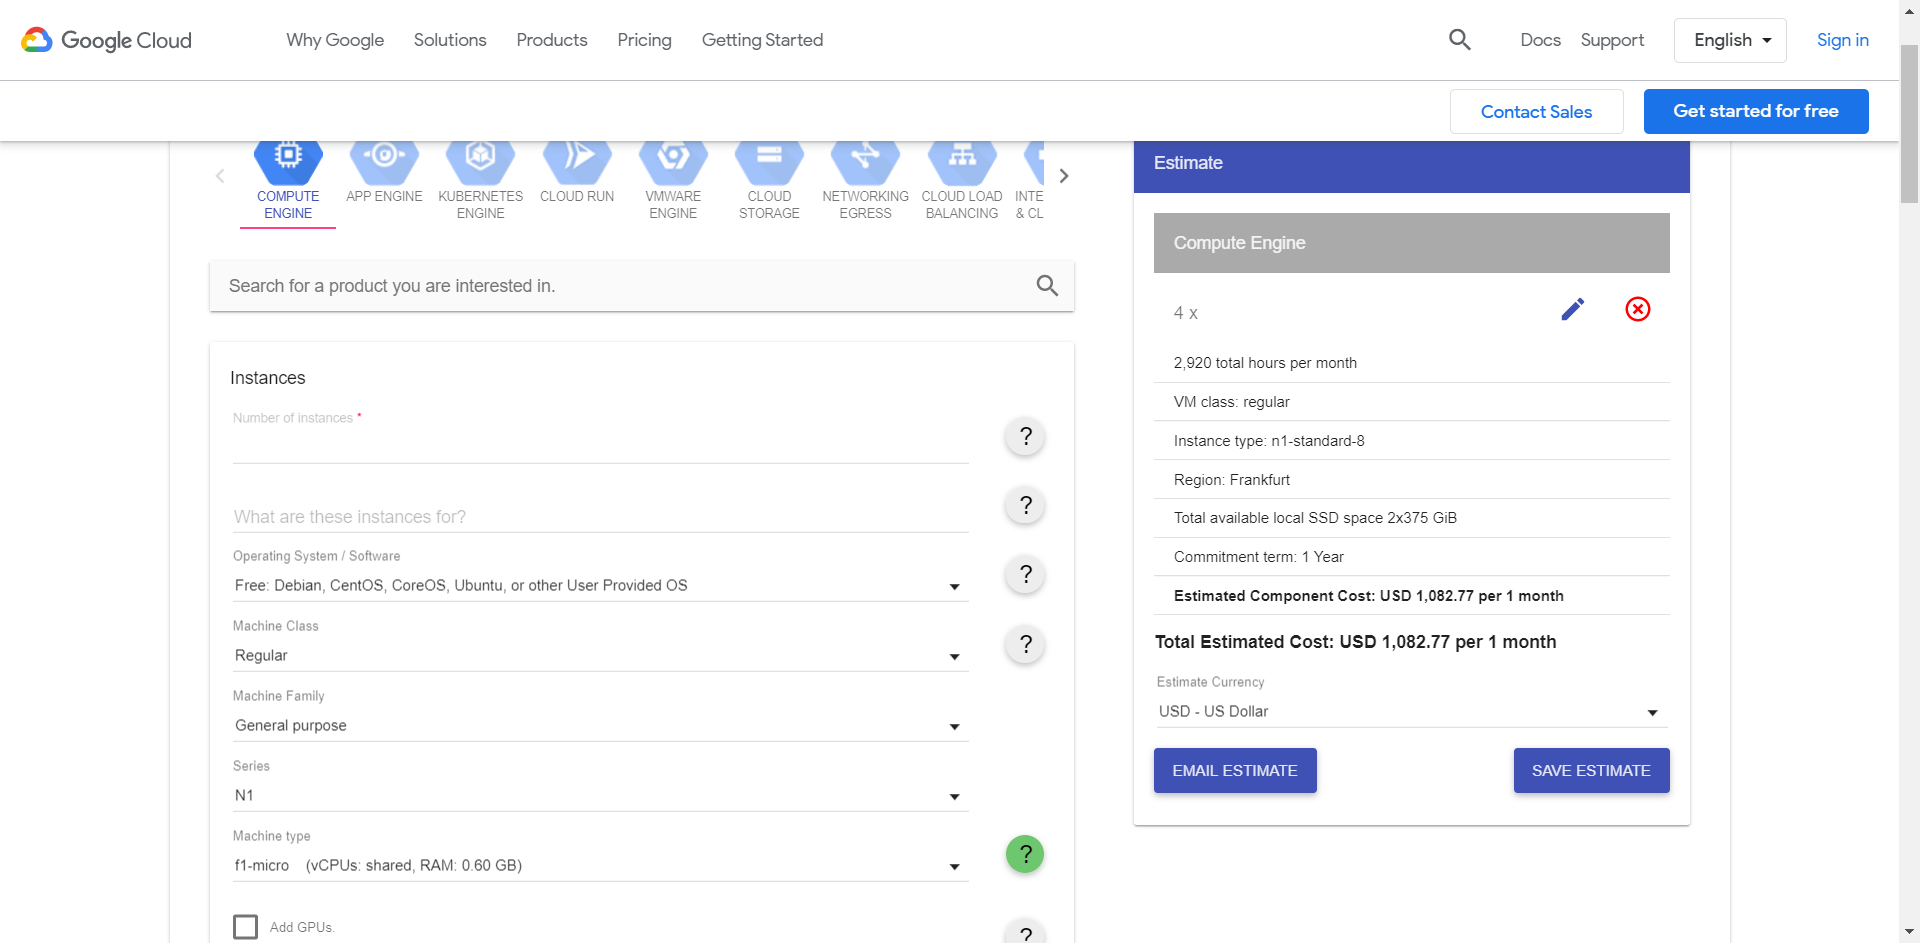 Google Cloud
Why Google
Solutions
Products
Pricing
Getting Started
Docs
Support
English
Sign in
Contact Sales
Get started for free
COMPUTE
ENGINE
APP ENGINE
KUBERNETES
ENGINE
CLOUD RUN
VMWARE
ENGINE
CLOUD
STORAGE
NETWORKING
EGRESS
CLOUD LOAD
BALANCING
INTE
& CL
Search for a product you are interested in.
Instances
Number of instances *
?
What are these instances for?
?
Operating System / Software
Free: Debian, CentOS, CoreOS, Ubuntu, or other User Provided OS
?
Machine Class
Regular
?
Machine Family
General purpose
Series
N1
Machine type
f1-micro (vCPUs: shared, RAM: 0.60 GB)
?
Add GPUs.
?
Estimate
Compute Engine
4 x
2,920 total hours per month
VM class: regular
Instance type: n1-standard-8
Region: Frankfurt
Total available local SSD space 2x375 GiB
Commitment term: 1 Year
Estimated Component Cost: USD 1,082.77 per 1 month
Total Estimated Cost: USD 1,082.77 per 1 month
Estimate Currency
USD - US Dollar
EMAIL ESTIMATE
SAVE ESTIMATE